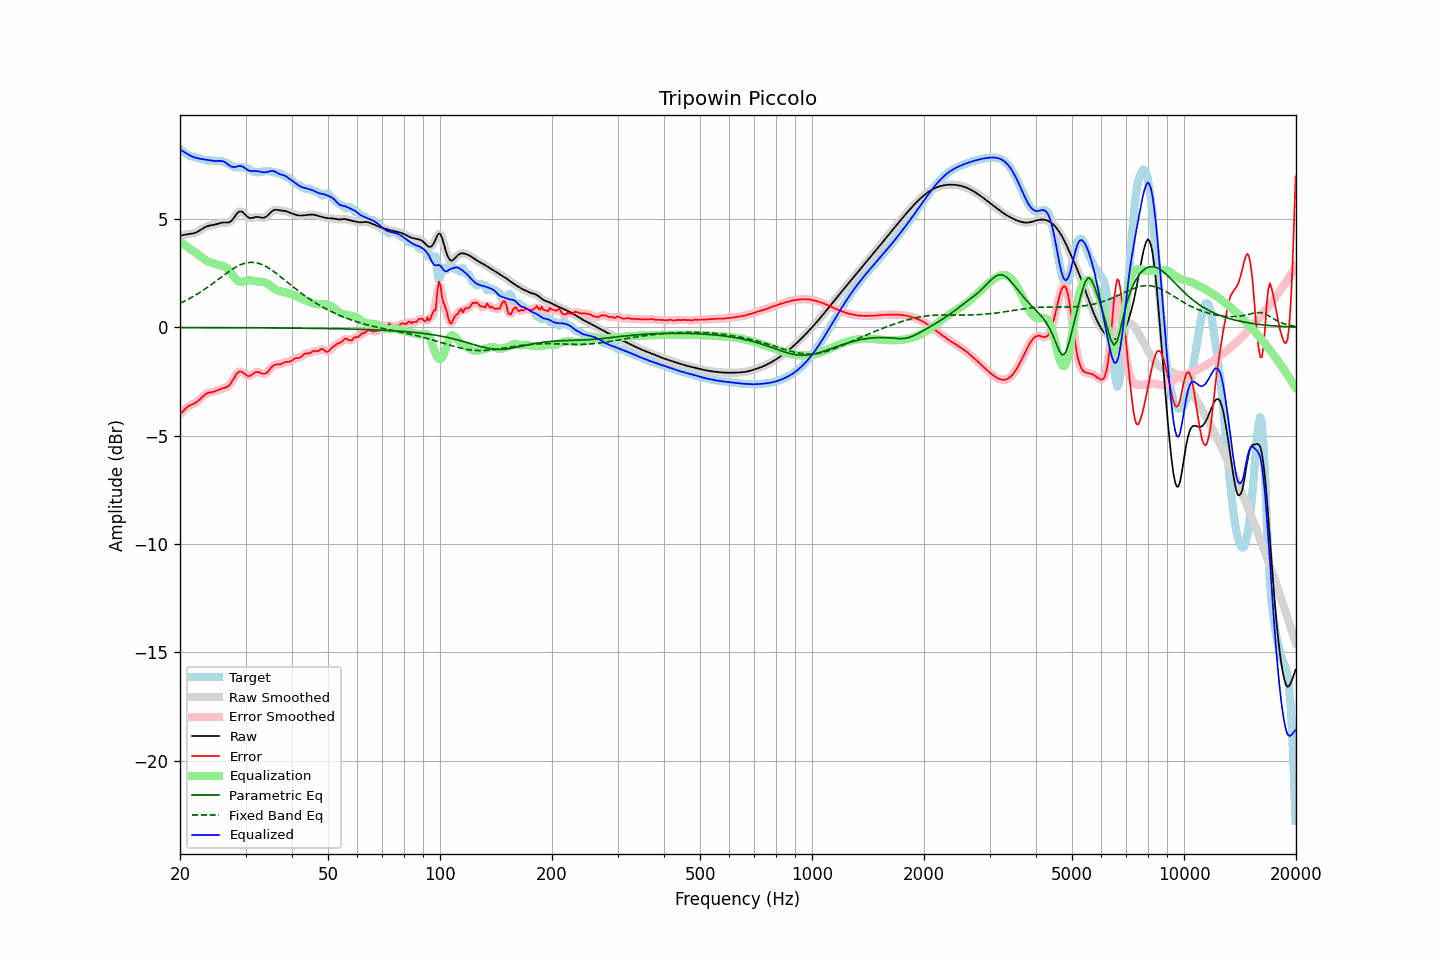 Tripowin Piccolo
Amplitude (dBr)
5
0
−5
−10
−15
−20
Target
Raw Smoothed
Error Smoothed
Raw
Error
Equalization
Parametric Eq
Fixed Band Eq
Equalized
20 50 100 200 500 1000 2000 5000 10000 20000
Frequency (Hz)